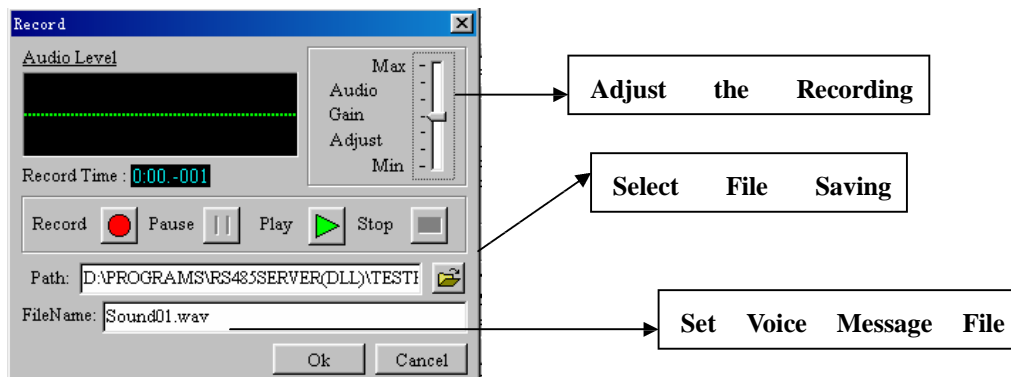 Record
Audio Level
Max
Audio
Gain
Adjust
Min
Record Time : 0:00.-001
Record Pause Play Stop
Path: D:\PROGRAMS\RS485SERVER(DLL)\TEST
FileName: Sound01.wav
Ok Cancel
Adjust the Recording
Select File Saving
Set Voice Message File